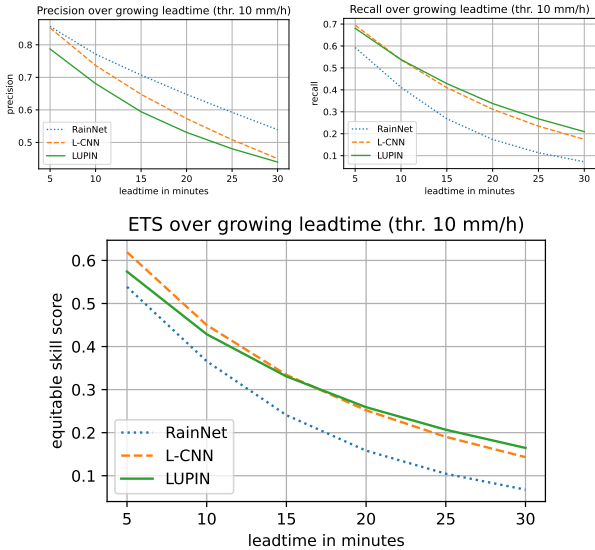 Precision over growing leadtime (thr. 10 mm/h)
precision
0.8
0.7
0.6
0.5
RainNet
L-CNN
LUPIN
5 10 15 20 25 30
leadtime in minutes
Recall over growing leadtime (thr. 10 mm/h)
recall
0.7
0.6
0.5
0.4
0.3
0.2
0.1
RainNet
L-CNN
LUPIN
5 10 15 20 25 30
leadtime in minutes
ETS over growing leadtime (thr. 10 mm/h)
equitable skill score
0.6
0.5
0.4
0.3
0.2
0.1
RainNet
L-CNN
LUPIN
5 10 15 20 25 30
leadtime in minutes